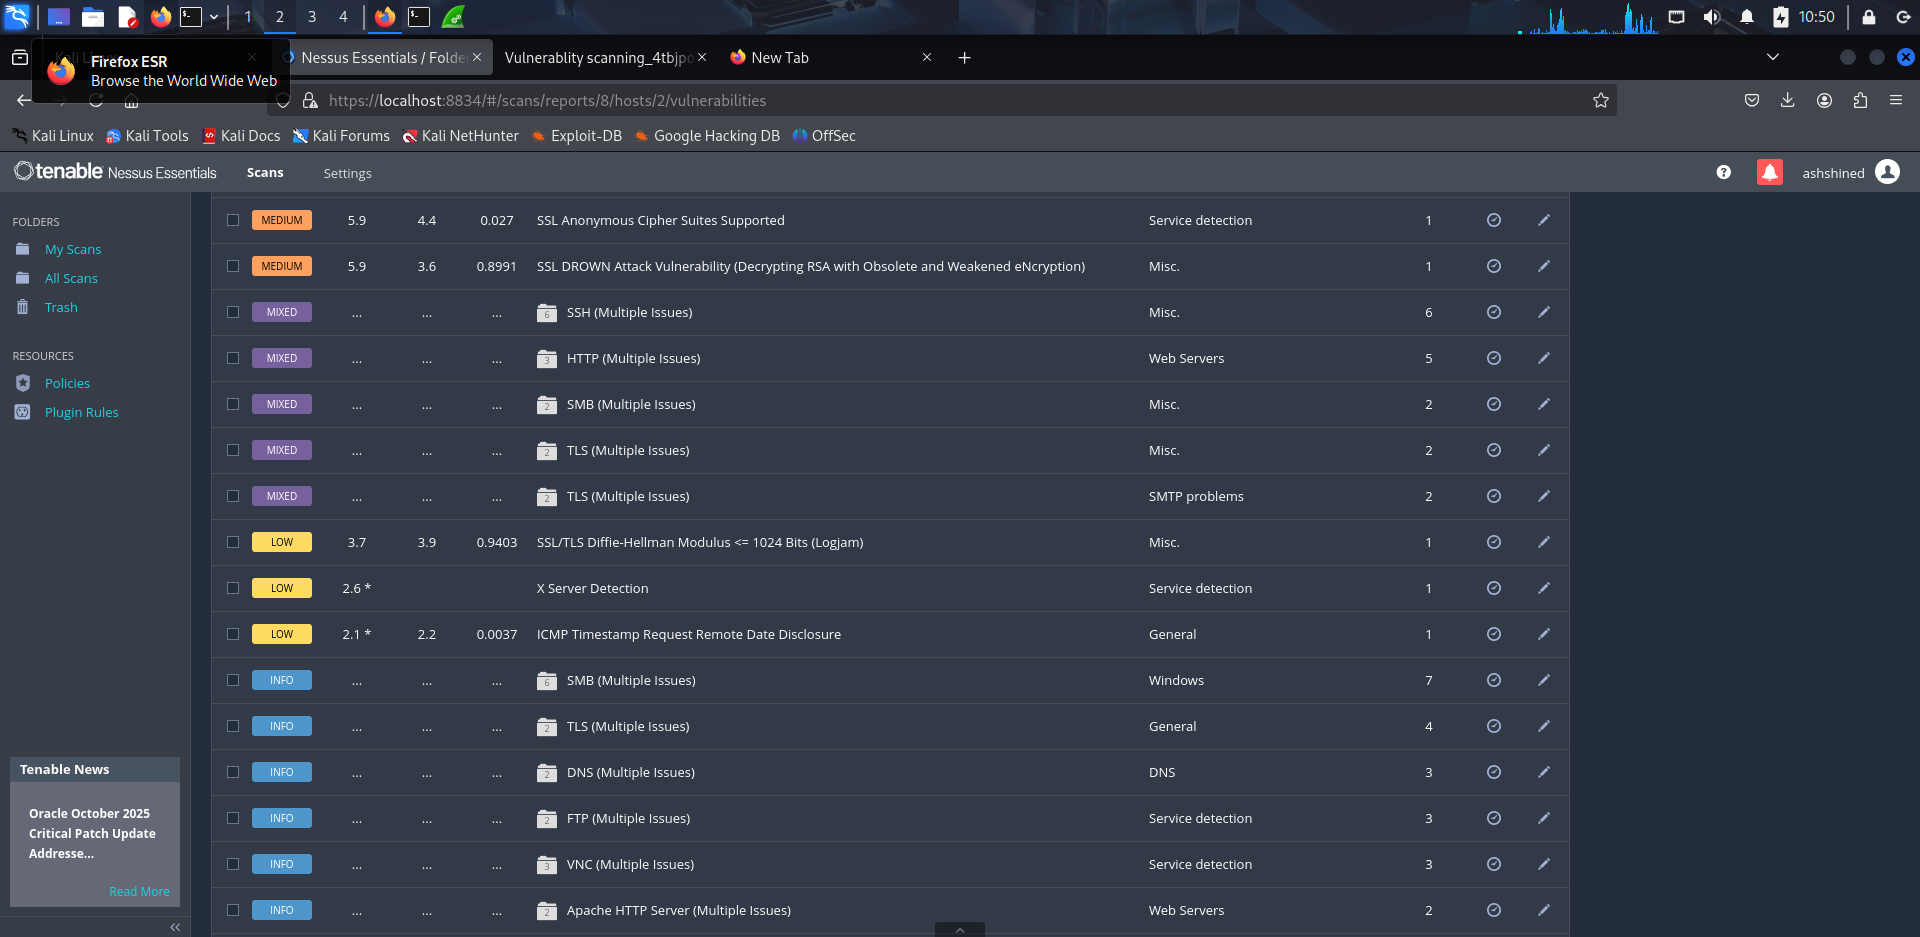 1 2 3 4 10:50
Firefox ESR
Browse the World Wide Web
Nessus Essentials / Folde
Vulnerablity scanning_4tbjpo
New Tab
https://localhost:8834/#/scans/reports/8/hosts/2/vulnerabilities
Kali Linux Kali Tools Kali Docs Kali Forums Kali NetHunter Exploit-DB Google Hacking DB OffSec
tenable Nessus Essentials Scans Settings ashshined
FOLDERS
My Scans
All Scans
Trash
RESOURCES
Policies
Plugin Rules
Tenable News
Oracle October 2025
Critical Patch Update
Addresse...
Read More
MEDIUM 5.9 4.4 0.027 SSL Anonymous Cipher Suites Supported Service detection 1
MEDIUM 5.9 3.6 0.8991 SSL DROWN Attack Vulnerability (Decrypting RSA with Obsolete and Weakened eNcryption) Misc. 1
MIXED ... ... ... 6 SSH (Multiple Issues) Misc. 6
MIXED ... ... ... 3 HTTP (Multiple Issues) Web Servers 5
MIXED ... ... ... 2 SMB (Multiple Issues) Misc. 2
MIXED ... ... ... 2 TLS (Multiple Issues) Misc. 2
MIXED ... ... ... 2 TLS (Multiple Issues) SMTP problems 2
LOW 3.7 3.9 0.9403 SSL/TLS Diffie-Hellman Modulus <= 1024 Bits (Logjam) Misc. 1
LOW 2.6 * X Server Detection Service detection 1
LOW 2.1 * 2.2 0.0037 ICMP Timestamp Request Remote Date Disclosure General 1
INFO ... ... ... 6 SMB (Multiple Issues) Windows 7
INFO ... ... ... 2 TLS (Multiple Issues) General 4
INFO ... ... ... 2 DNS (Multiple Issues) DNS 3
INFO ... ... ... 2 FTP (Multiple Issues) Service detection 3
INFO ... ... ... 3 VNC (Multiple Issues) Service detection 3
INFO ... ... ... 2 Apache HTTP Server (Multiple Issues) Web Servers 2